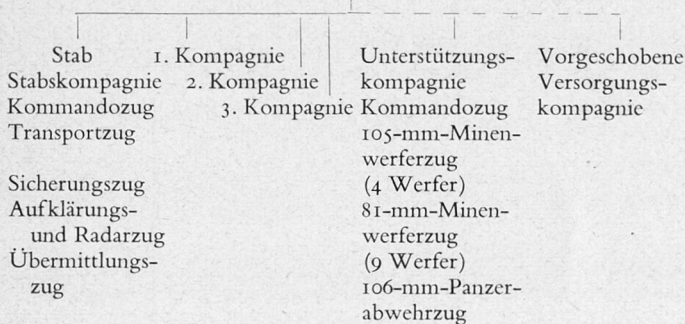 Stab
Stabskompagnie
Kommandozug
Transportzug
Sicherungszug
Aufklärungs-
und Radarzug
Übermittlungs-
zug
1. Kompagnie
2. Kompagnie
3. Kompagnie
Unterstützungs-
kompagnie
Kommandozug
105-mm-Minen-
werferzug
(4 Werfer)
81-mm-Minen-
werferzug
(9 Werfer)
106-mm-Panzer-
abwehrzug
Vorgeschobene
Versorgungs-
kompagnie